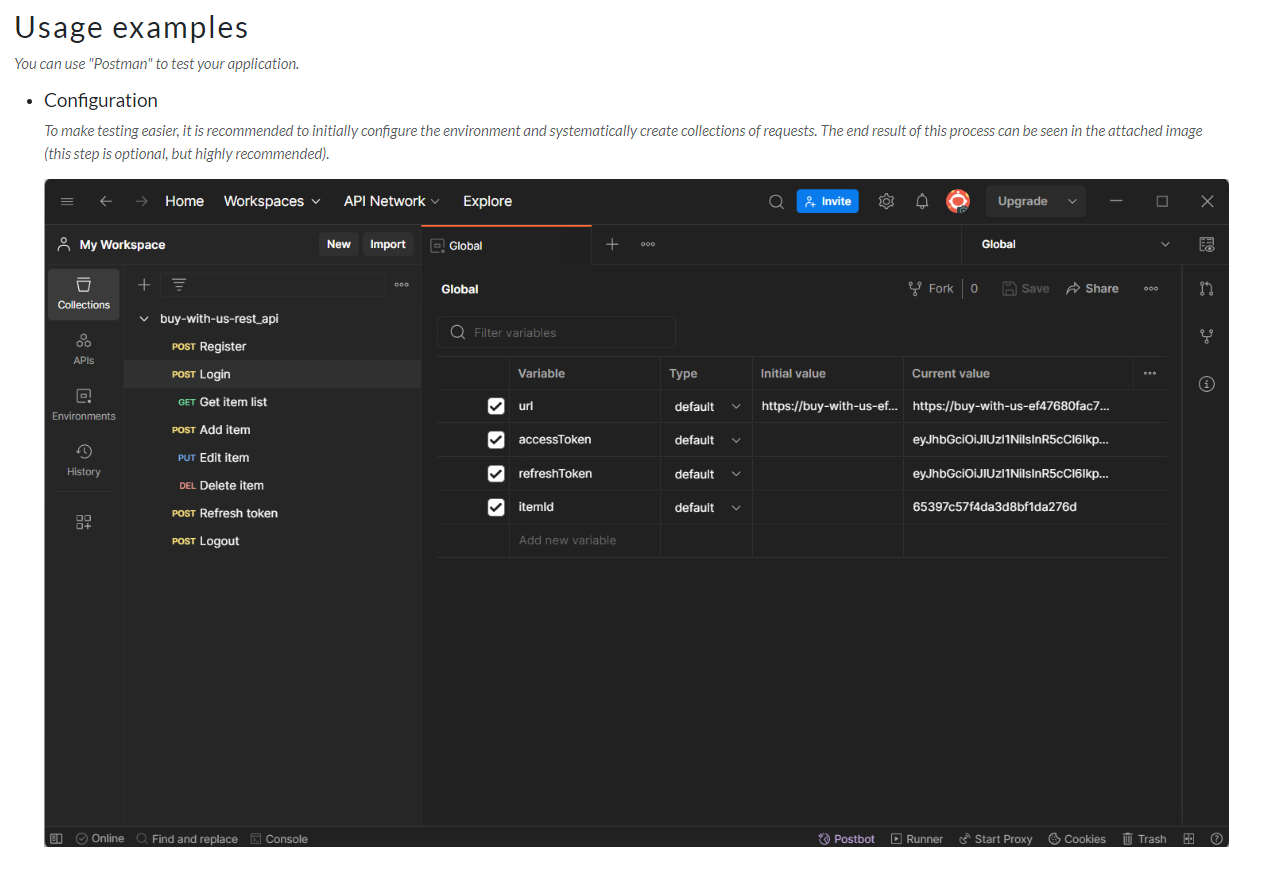 Usage examples
You can use "Postman" to test your application.
Configuration
To make testing easier, it is recommended to initially configure the environment and systematically create collections of requests. The end result of this process can be seen in the attached image
(this step is optional, but highly recommended).
Home Workspaces API Network Explore Invite Upgrade
My Workspace New Import Global Global
Collections
APIs
Environments
History
buy-with-us-rest_api
POST Register
POST Login
GET Get item list
POST Add item
PUT Edit item
DEL Delete item
POST Refresh token
POST Logout
Global Fork 0 Save Share
Filter variables
Variable Type Initial value Current value
url default https://buy-with-us-ef... https://buy-with-us-ef47680fac7...
accessToken default eyJhbGciOiJIUzI1NiIsInR5cCI6Ikp...
refreshToken default eyJhbGciOiJIUzI1NiIsInR5cCI6Ikp...
itemId default 65397c57f4da3d8bf1da276d
Add new variable
Online Find and replace Console Postbot Runner Start Proxy Cookies Trash